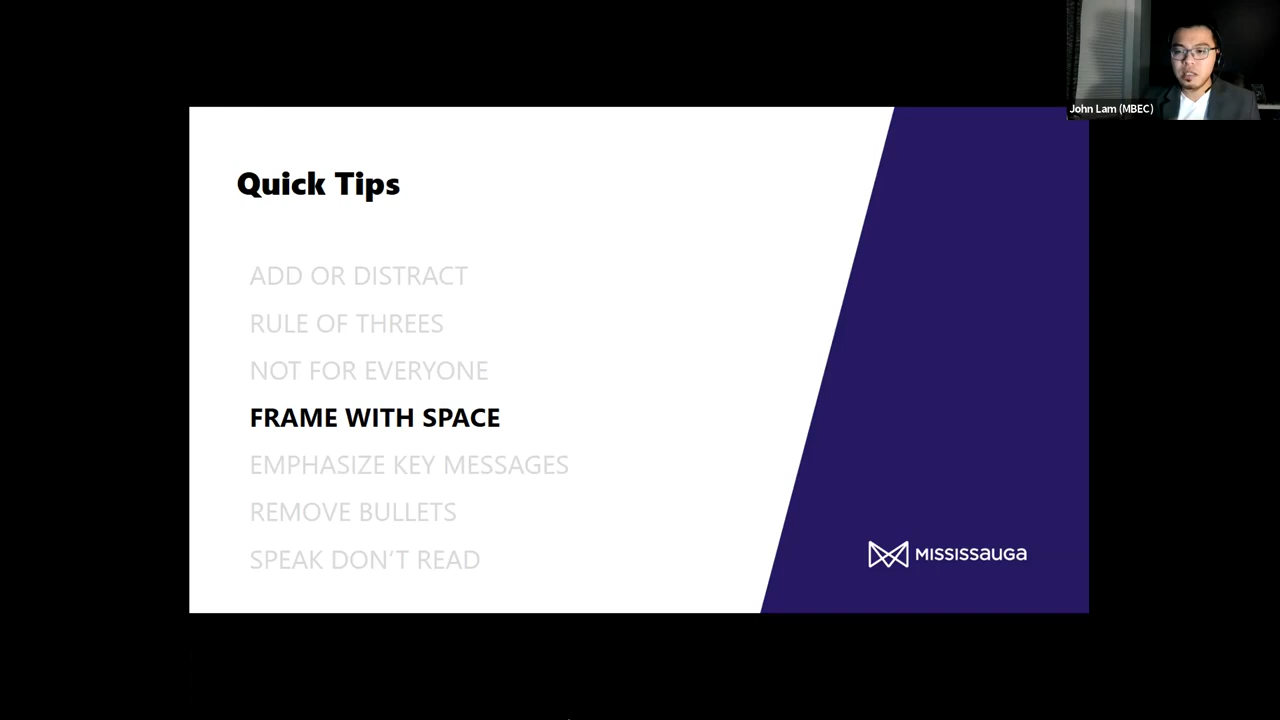 John Lam (MBEC)
Quick Tips
ADD OR DISTRACT
RULE OF THREES
NOT FOR EVERYONE
FRAME WITH SPACE
EMPHASIZE KEY MESSAGES
REMOVE BULLETS
SPEAK DON'T READ
MISSISSAUGA